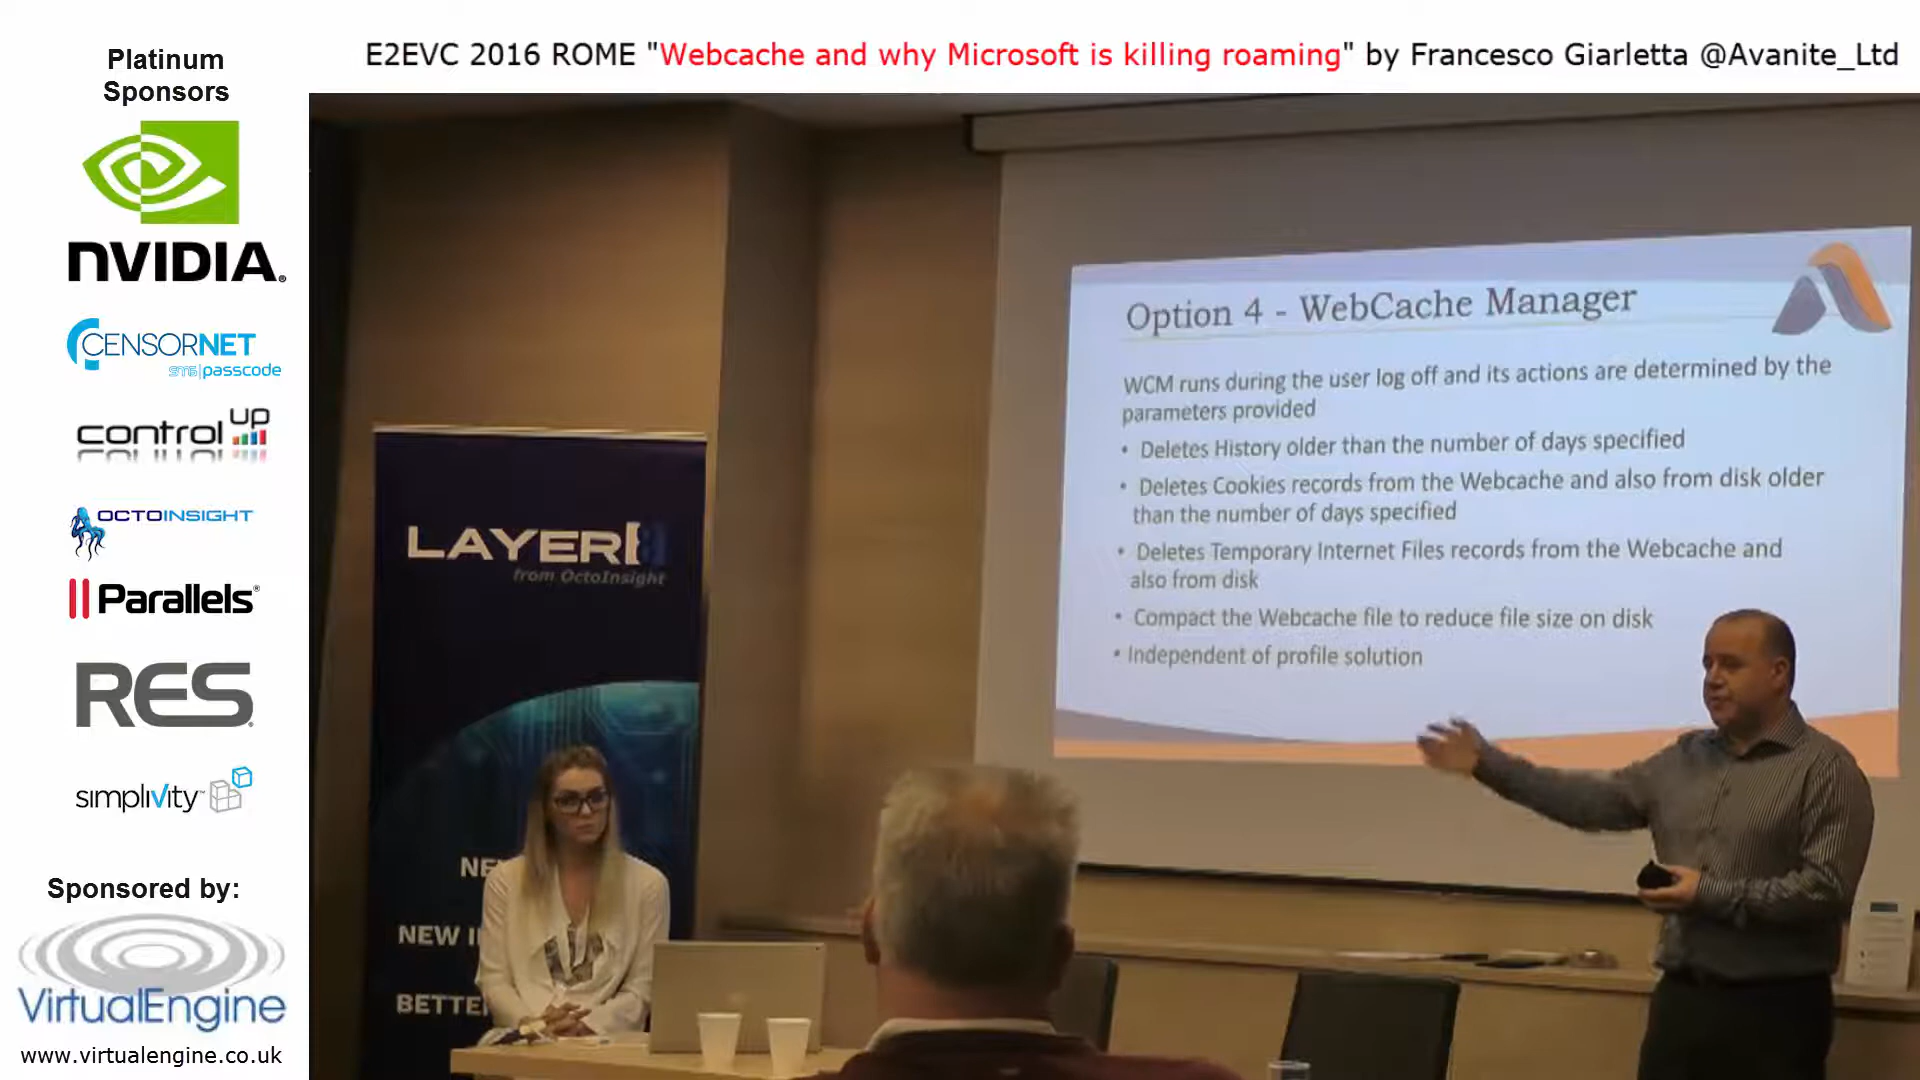 E2EVC 2016 ROME "Webcache and why Microsoft is killing roaming" by Francesco Giarletta @Avanite_Ltd
Platinum
Sponsors
NVIDIA
CENSORNET
SMS|passcode
control up
OCTOINSIGHT
Parallels
RES
simplivity
Sponsored by:
VirtualEngine
www.virtualengine.co.uk
LAYER8
from OctoInsight
NE
NEW I
BETTE
Option 4 - WebCache Manager
WCM runs during the user log off and its actions are determined by the
parameters provided
• Deletes History older than the number of days specified
• Deletes Cookies records from the Webcache and also from disk older
than the number of days specified
• Deletes Temporary Internet Files records from the Webcache and
also from disk
• Compact the Webcache file to reduce file size on disk
• Independent of profile solution